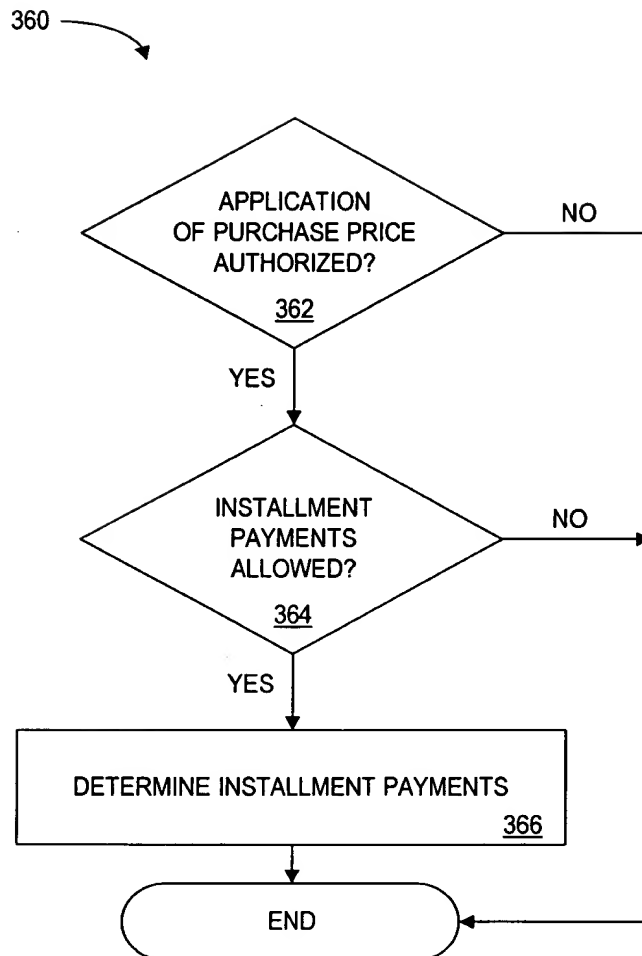 360
APPLICATION
OF PURCHASE PRICE
AUTHORIZED?
362
NO
YES
INSTALLMENT
PAYMENTS
ALLOWED?
364
NO
YES
DETERMINE INSTALLMENT PAYMENTS
366
END